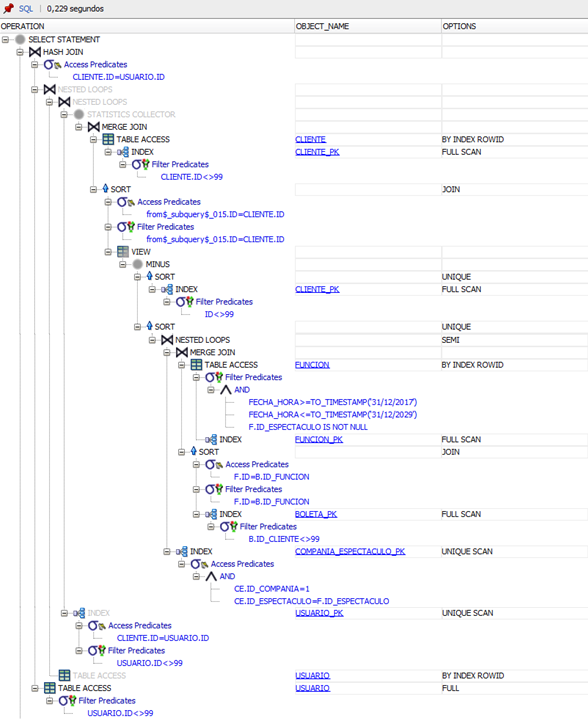 SQL | 0,229 segundos
OPERATION OBJECT_NAME OPTIONS
SELECT STATEMENT
HASH JOIN
Access Predicates
CLIENTE.ID=USUARIO.ID
NESTED LOOPS
NESTED LOOPS
STATISTICS COLLECTOR
MERGE JOIN
TABLE ACCESS CLIENTE BY INDEX ROWID
INDEX CLIENTE_PK FULL SCAN
Filter Predicates
CLIENTE.ID<>99
SORT JOIN
Access Predicates
from$_subquery$_015.ID=CLIENTE.ID
Filter Predicates
from$_subquery$_015.ID=CLIENTE.ID
VIEW
MINUS
SORT UNIQUE
INDEX CLIENTE_PK FULL SCAN
Filter Predicates
ID<>99
SORT UNIQUE
NESTED LOOPS SEMI
MERGE JOIN
TABLE ACCESS FUNCION BY INDEX ROWID
Filter Predicates
AND
FECHA_HORA>=TO_TIMESTAMP('31/12/2017')
FECHA_HORA<=TO_TIMESTAMP('31/12/2029')
F.ID_ESPECTACULO IS NOT NULL
INDEX FUNCION_PK FULL SCAN
SORT JOIN
Access Predicates
F.ID=B.ID_FUNCION
Filter Predicates
F.ID=B.ID_FUNCION
INDEX BOLETA_PK FULL SCAN
Filter Predicates
B.ID_CLIENTE<>99
INDEX COMPANIA_ESPECTACULO_PK UNIQUE SCAN
Access Predicates
AND
CE.ID_COMPANIA=1
CE.ID_ESPECTACULO=F.ID_ESPECTACULO
INDEX USUARIO_PK UNIQUE SCAN
Access Predicates
CLIENTE.ID=USUARIO.ID
Filter Predicates
USUARIO.ID<>99
TABLE ACCESS USUARIO BY INDEX ROWID
TABLE ACCESS USUARIO FULL
Filter Predicates
USUARIO.ID<>99